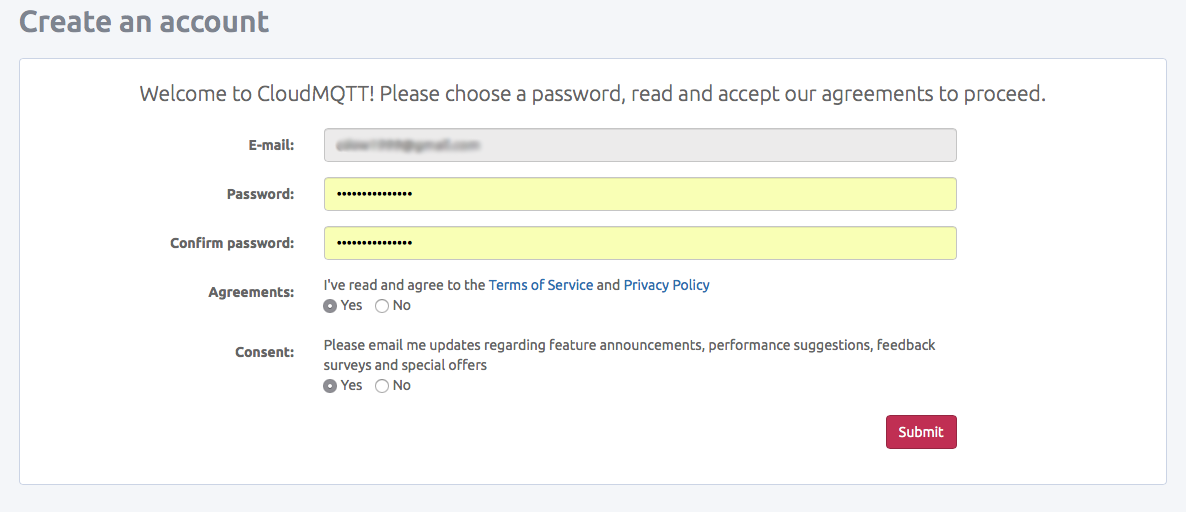 Create an account
Welcome to CloudMQTT! Please choose a password, read and accept our agreements to proceed.
E-mail:
Password: •••••••••••••••
Confirm password: •••••••••••••••
Agreements: I've read and agree to the Terms of Service and Privacy Policy
Yes No
Consent: Please email me updates regarding feature announcements, performance suggestions, feedback
surveys and special offers
Yes No
Submit